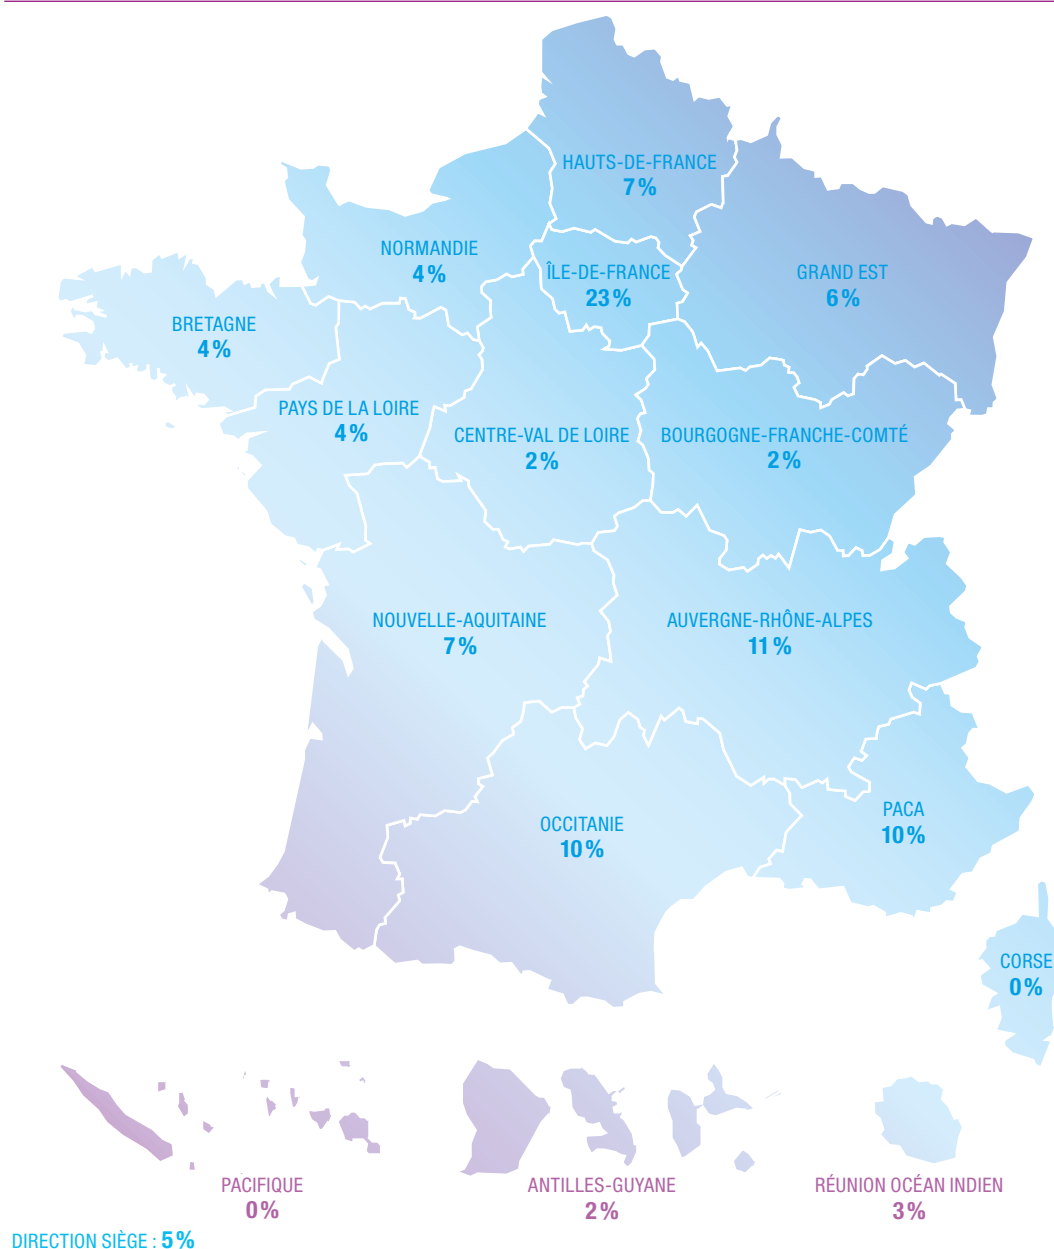 HAUTS-DE-FRANCE
7%
NORMANDIE
4%
ÎLE-DE-FRANCE
23%
GRAND EST
6%
BRETAGNE
4%
PAYS DE LA LOIRE
4%
CENTRE-VAL DE LOIRE
2%
BOURGOGNE-FRANCHE-COMTÉ
2%
NOUVELLE-AQUITAINE
7%
AUVERGNE-RHÔNE-ALPES
11%
OCCITANIE
10%
PACA
10%
CORSE
0%
PACIFIQUE
0%
ANTILLES-GUYANE
2%
RÉUNION OCÉAN INDIEN
3%
DIRECTION SIÈGE : 5%